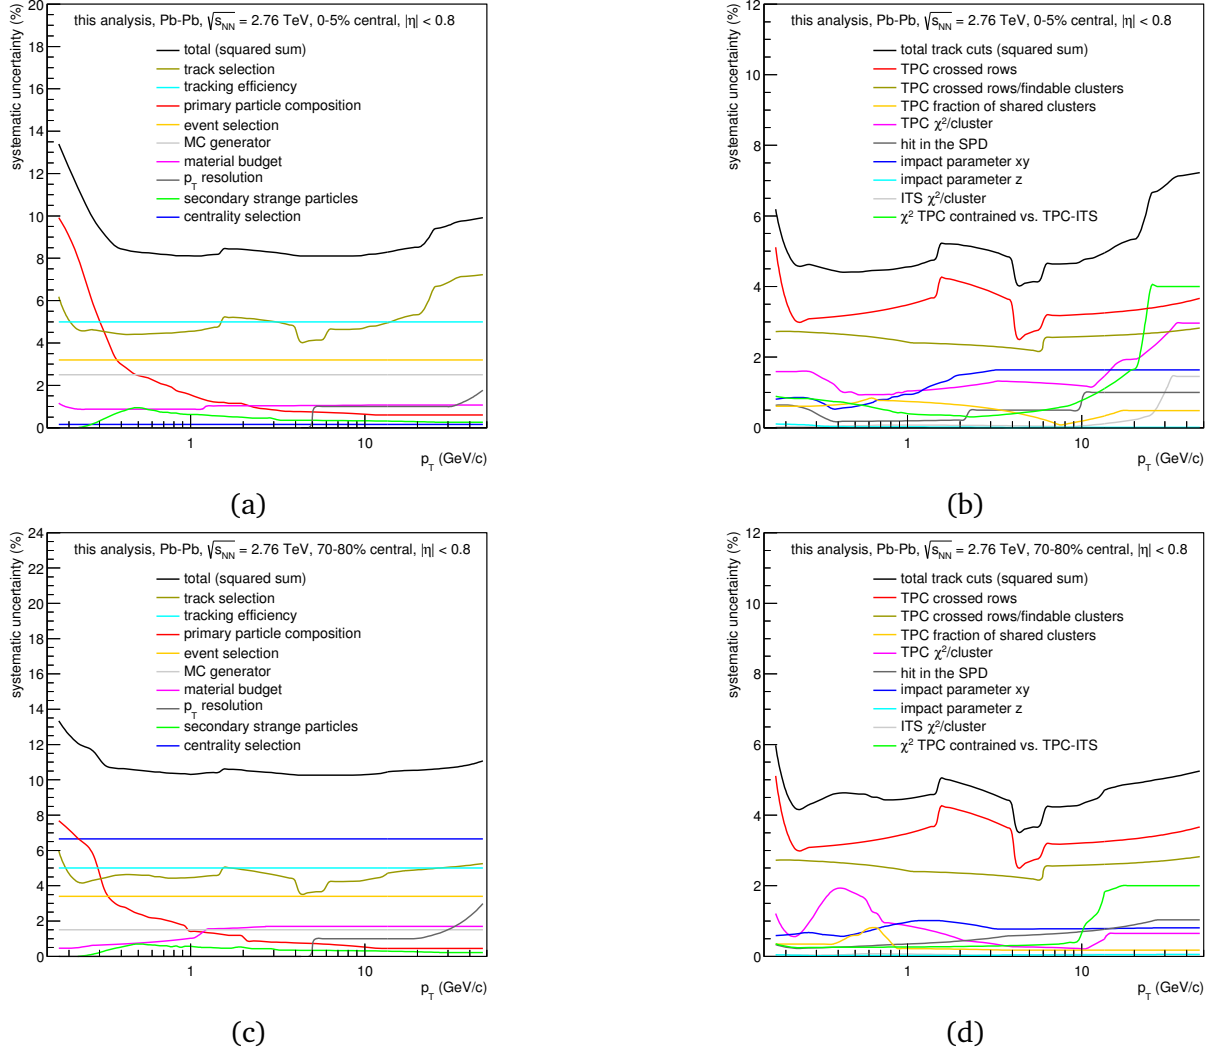 this analysis, Pb-Pb, √s_NN = 2.76 TeV, 0-5% central, |η| < 0.8
systematic uncertainty (%)
20
18
16
14
12
10
8
6
4
2
0
total (squared sum)
track selection
tracking efficiency
primary particle composition
event selection
MC generator
material budget
p_T resolution
secondary strange particles
centrality selection
1
10
p_T (GeV/c)
(a)
this analysis, Pb-Pb, √s_NN = 2.76 TeV, 0-5% central, |η| < 0.8
systematic uncertainty (%)
12
10
8
6
4
2
0
total track cuts (squared sum)
TPC crossed rows
TPC crossed rows/findable clusters
TPC fraction of shared clusters
TPC χ²/cluster
hit in the SPD
impact parameter xy
impact parameter z
ITS χ²/cluster
χ² TPC contrained vs. TPC-ITS
1
10
p_T (GeV/c)
(b)
this analysis, Pb-Pb, √s_NN = 2.76 TeV, 70-80% central, |η| < 0.8
systematic uncertainty (%)
24
22
20
18
16
14
12
10
8
6
4
2
0
total (squared sum)
track selection
tracking efficiency
primary particle composition
event selection
MC generator
material budget
p_T resolution
secondary strange particles
centrality selection
1
10
p_T (GeV/c)
(c)
this analysis, Pb-Pb, √s_NN = 2.76 TeV, 70-80% central, |η| < 0.8
systematic uncertainty (%)
12
10
8
6
4
2
0
total track cuts (squared sum)
TPC crossed rows
TPC crossed rows/findable clusters
TPC fraction of shared clusters
TPC χ²/cluster
hit in the SPD
impact parameter xy
impact parameter z
ITS χ²/cluster
χ² TPC contrained vs. TPC-ITS
1
10
p_T (GeV/c)
(d)